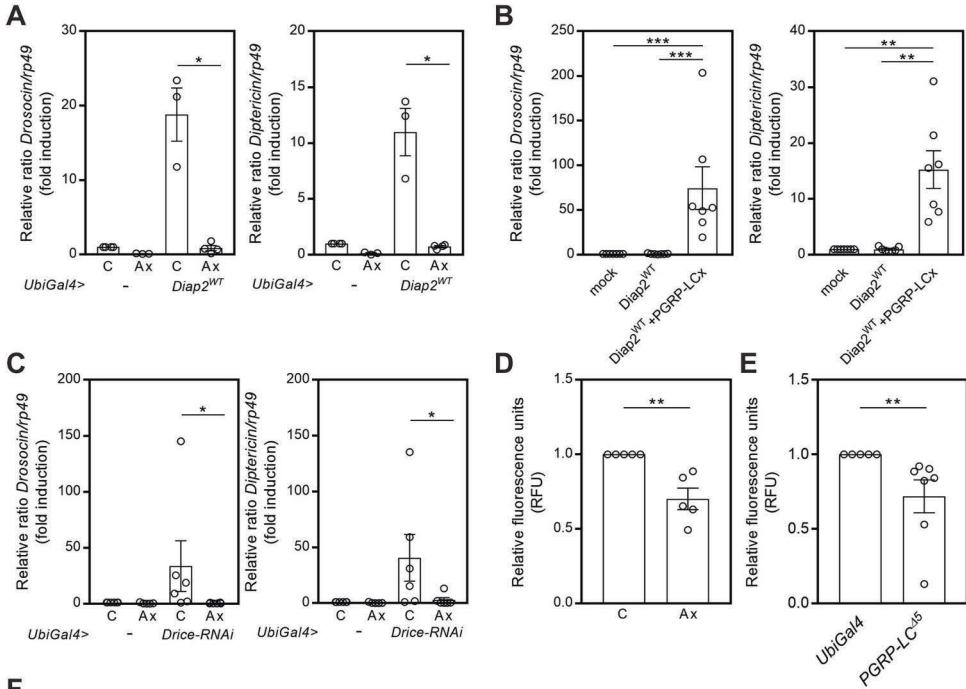 A
Relative ratio Drosocin/rp49
(fold induction)
30
20
10
0
C Ax C Ax
UbiGal4> - Diap2WT
*
Relative ratio Diptericin/rp49
(fold induction)
15
10
5
0
C Ax C Ax
UbiGal4> - Diap2WT
*
B
Relative ratio Drosocin/rp49
(fold induction)
250
200
150
100
50
0
***
***
mock
Diap2WT
Diap2WT+PGRP-LCx
Relative ratio Diptericin/rp49
(fold induction)
40
30
20
10
0
**
**
mock
Diap2WT
Diap2WT+PGRP-LCx
C
Relative ratio Drosocin/rp49
(fold induction)
200
150
100
50
0
*
C Ax C Ax
UbiGal4> - Drice-RNAi
Relative ratio Diptericin/rp49
(fold induction)
200
150
100
50
0
*
C Ax C Ax
UbiGal4> - Drice-RNAi
D
Relative fluorescence units
(RFU)
1.5
1.0
0.5
0.0
**
C Ax
E
Relative fluorescence units
(RFU)
1.5
1.0
0.5
0.0
**
UbiGal4
PGRP-LCΔ5